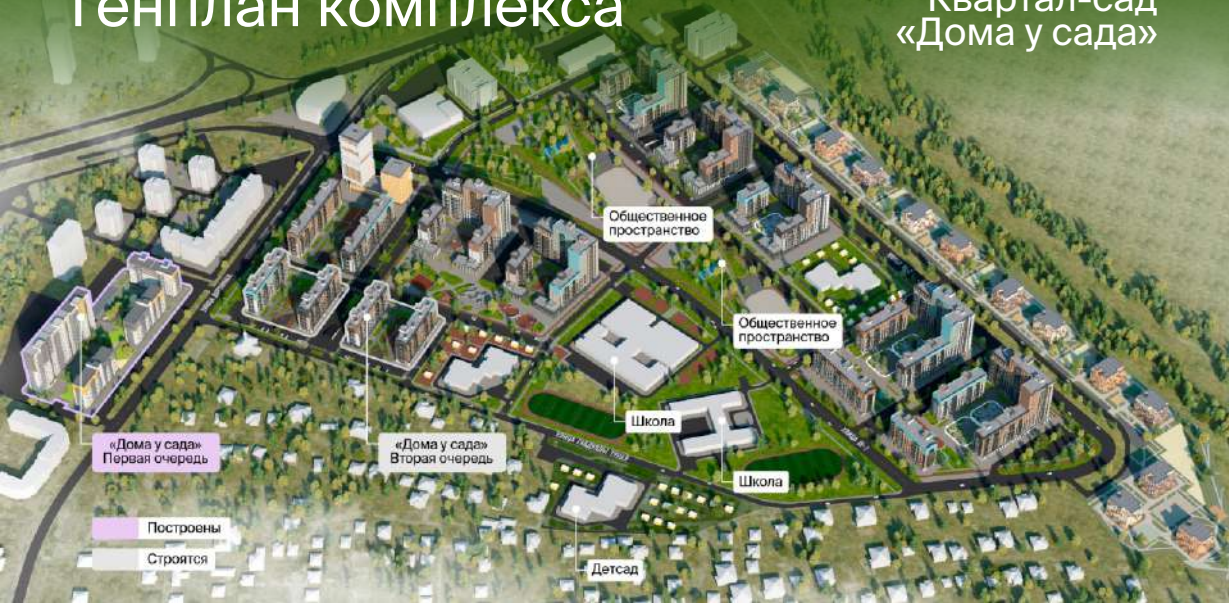 Генплан комплекса
Квартал-сад
«Дома у сада»
Общественное
пространство
Общественное
пространство
Школа
«Дома у сада»
Первая очередь
«Дома у сада»
Вторая очередь
Школа
Построены
Строятся
Детсад